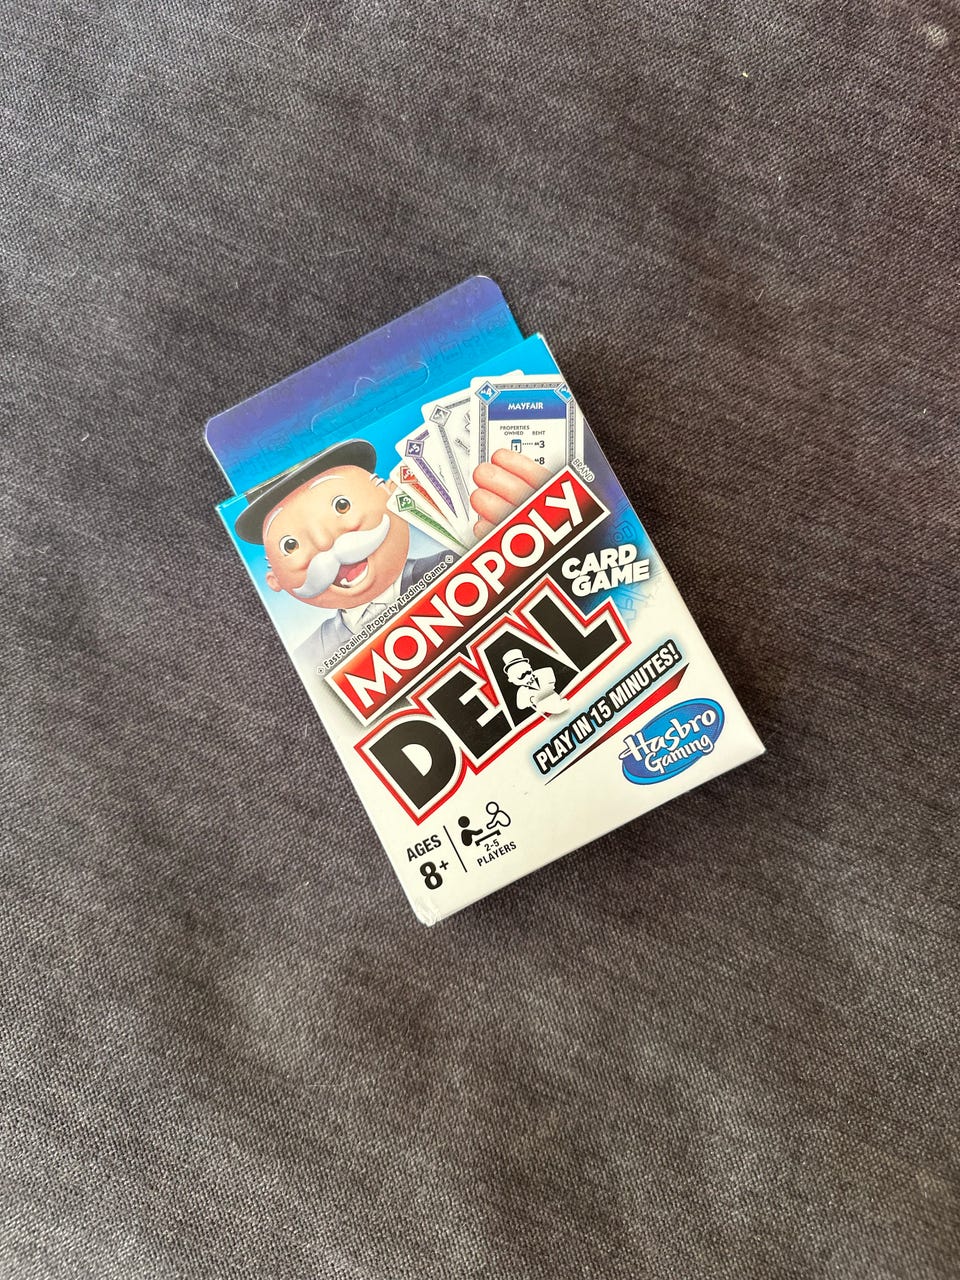 MAYFAIR
PROPERTIES OWNED RENT
1 3
8
BRAND
Fast-Dealing Property Trading Game
MONOPOLY
DEAL
CARD
GAME
PLAY IN 15 MINUTES!
Hasbro
Gaming
AGES
8+
2-5
PLAYERS